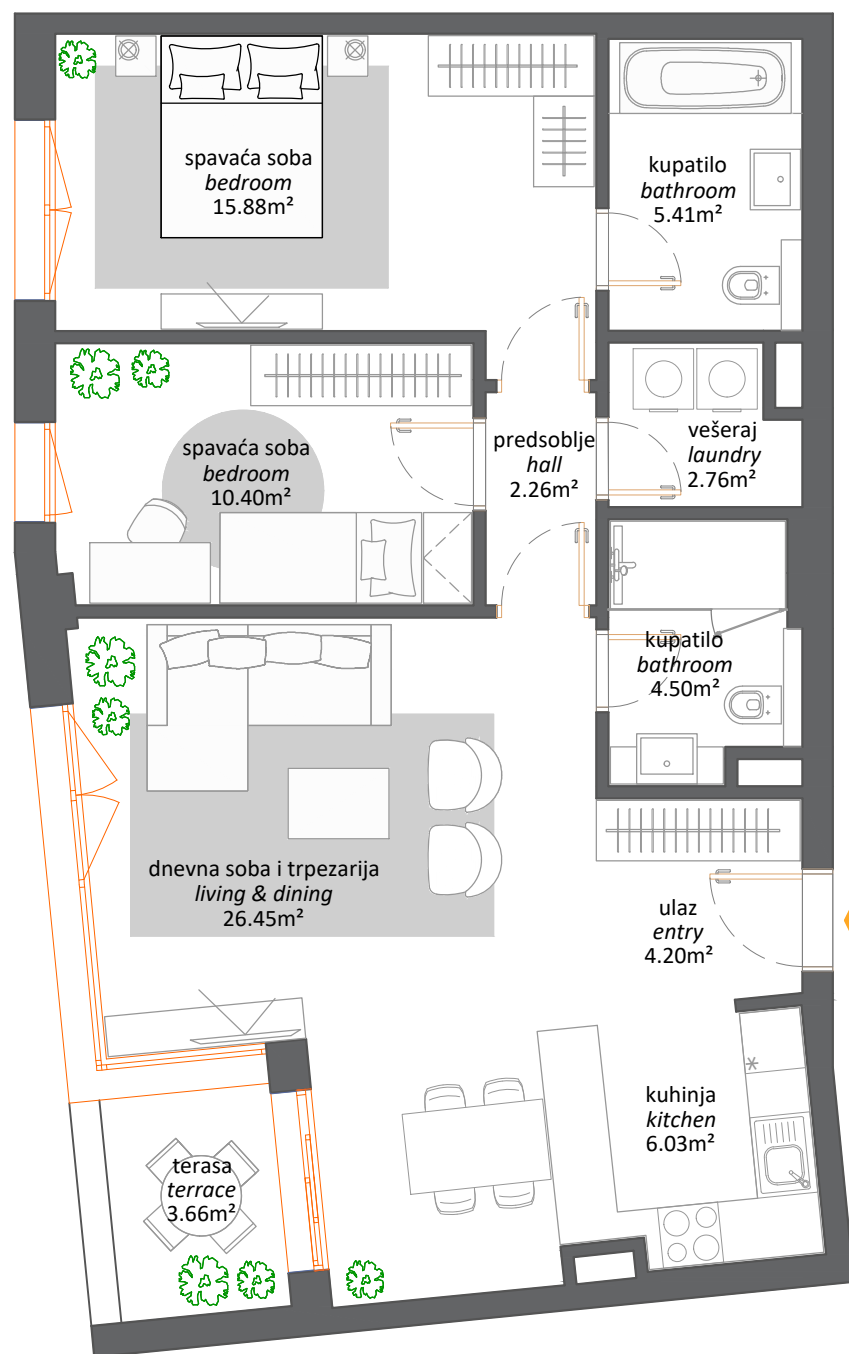 spavaća soba
bedroom
15.88m²
kupatilo
bathroom
5.41m²
spavaća soba
bedroom
10.40m²
predsoblje
hall
2.26m²
vešeraj
laundry
2.76m²
kupatilo
bathroom
4.50m²
dnevna soba i trpezarija
living & dining
26.45m²
ulaz
entry
4.20m²
kuhinja
kitchen
6.03m²
terasa
terrace
3.66m²